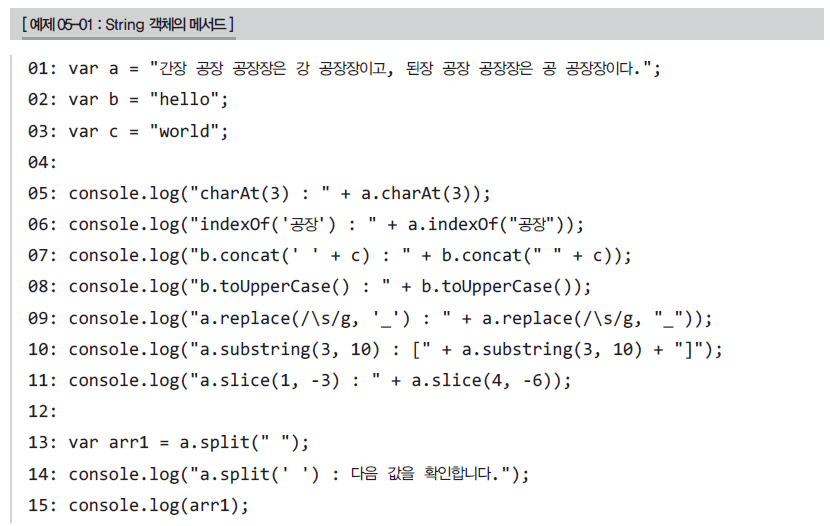 [ 예제 05-01 : String 객체의 메서드 ]
01: var a = "간장 공장 공장장은 강 공장장이고, 된장 공장 공장장은 공 공장장이다.";
02: var b = "hello";
03: var c = "world";
04:
05: console.log("charAt(3) : " + a.charAt(3));
06: console.log("indexOf('공장') : " + a.indexOf("공장"));
07: console.log("b.concat(' ' + c) : " + b.concat(" " + c));
08: console.log("b.toUpperCase() : " + b.toUpperCase());
09: console.log("a.replace(/\s/g, '_') : " + a.replace(/\s/g, "_"));
10: console.log("a.substring(3, 10) : [" + a.substring(3, 10) + "]");
11: console.log("a.slice(1, -3) : " + a.slice(4, -6));
12:
13: var arr1 = a.split(" ");
14: console.log("a.split(' ') : 다음 값을 확인합니다.");
15: console.log(arr1);